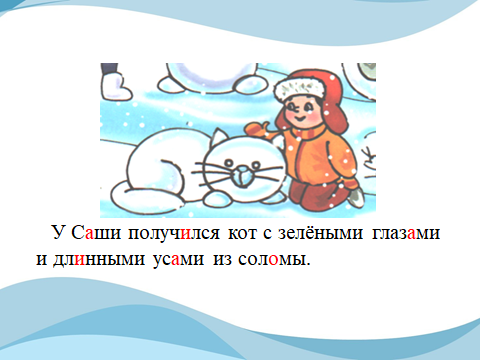 У Саши получился кот с зелёными глазами
и длинными усами из соломы.